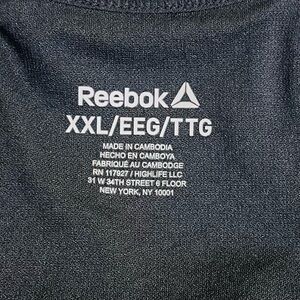 Reebok
XXL/EEG/TTG
MADE IN CAMBODIA
HECHO EN CAMBOYA
FABRIQUÉ AU CAMBODGE
RN 117927 / HIGHLIFE LLC
31 W 34TH STREET 6 FLOOR
NEW YORK, NY 10001